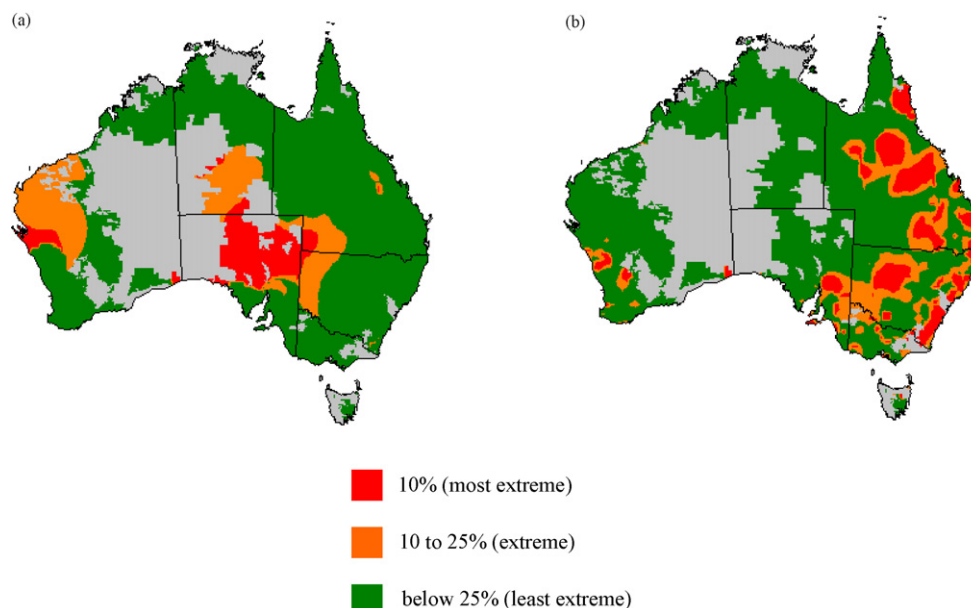 (a)
(b)
10% (most extreme)
10 to 25% (extreme)
below 25% (least extreme)